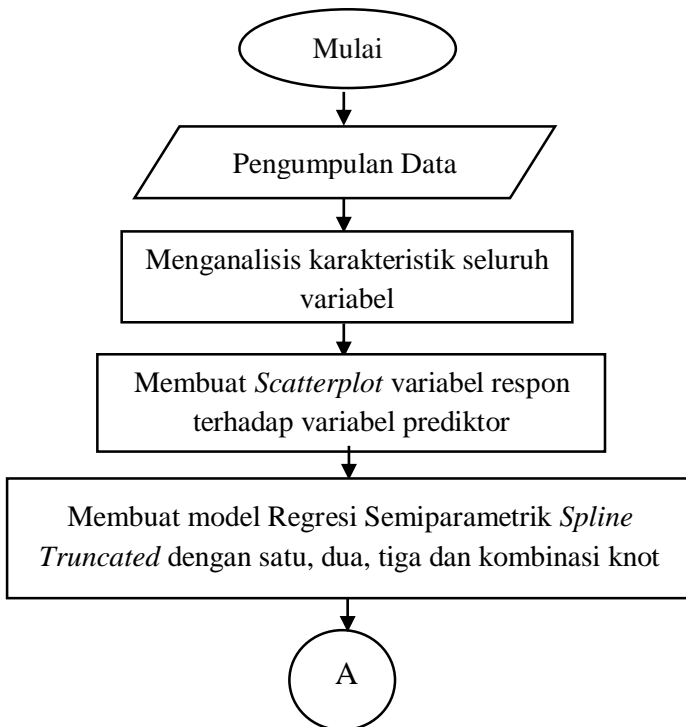 Mulai
Pengumpulan Data
Menganalisis karakteristik seluruh
variabel
Membuat Scatterplot variabel respon
terhadap variabel prediktor
Membuat model Regresi Semiparametrik Spline
Truncated dengan satu, dua, tiga dan kombinasi knot
A